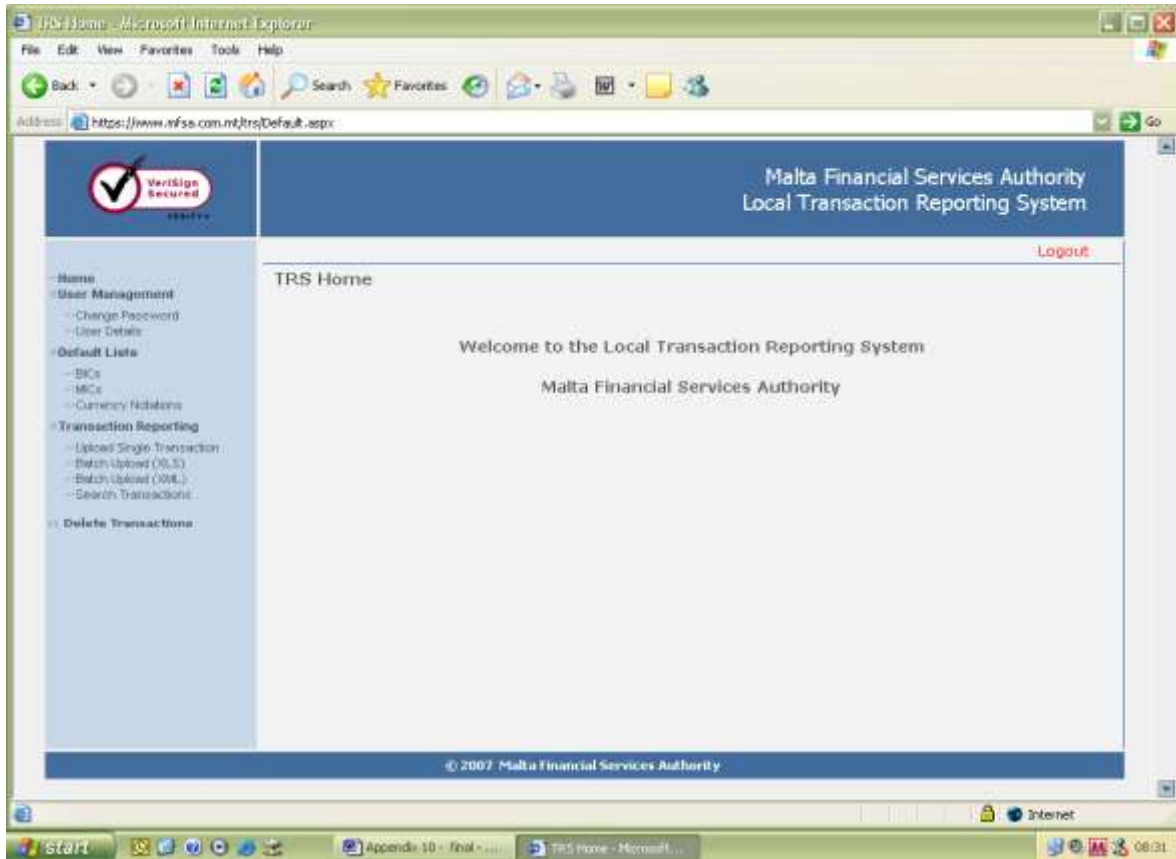 TRS Home - Microsoft Internet Explorer
File Edit View Favorites Tools Help
Back Search Favorites
Address https://www.mfsa.com.mt/trs/Default.aspx Go
VeriSign
Secured
Malta Financial Services Authority
Local Transaction Reporting System
Logout
Home
User Management
Change Password
User Details
Default Lists
BICs
MICs
Currency Notations
Transaction Reporting
Upload Single Transaction
Batch Upload (XLS)
Batch Upload (XML)
Search Transactions
Delete Transactions
TRS Home
Welcome to the Local Transaction Reporting System
Malta Financial Services Authority
© 2007 Malta Financial Services Authority
Internet
start Appendix 10 - final - .... TRS Home - Microsoft... 08:31